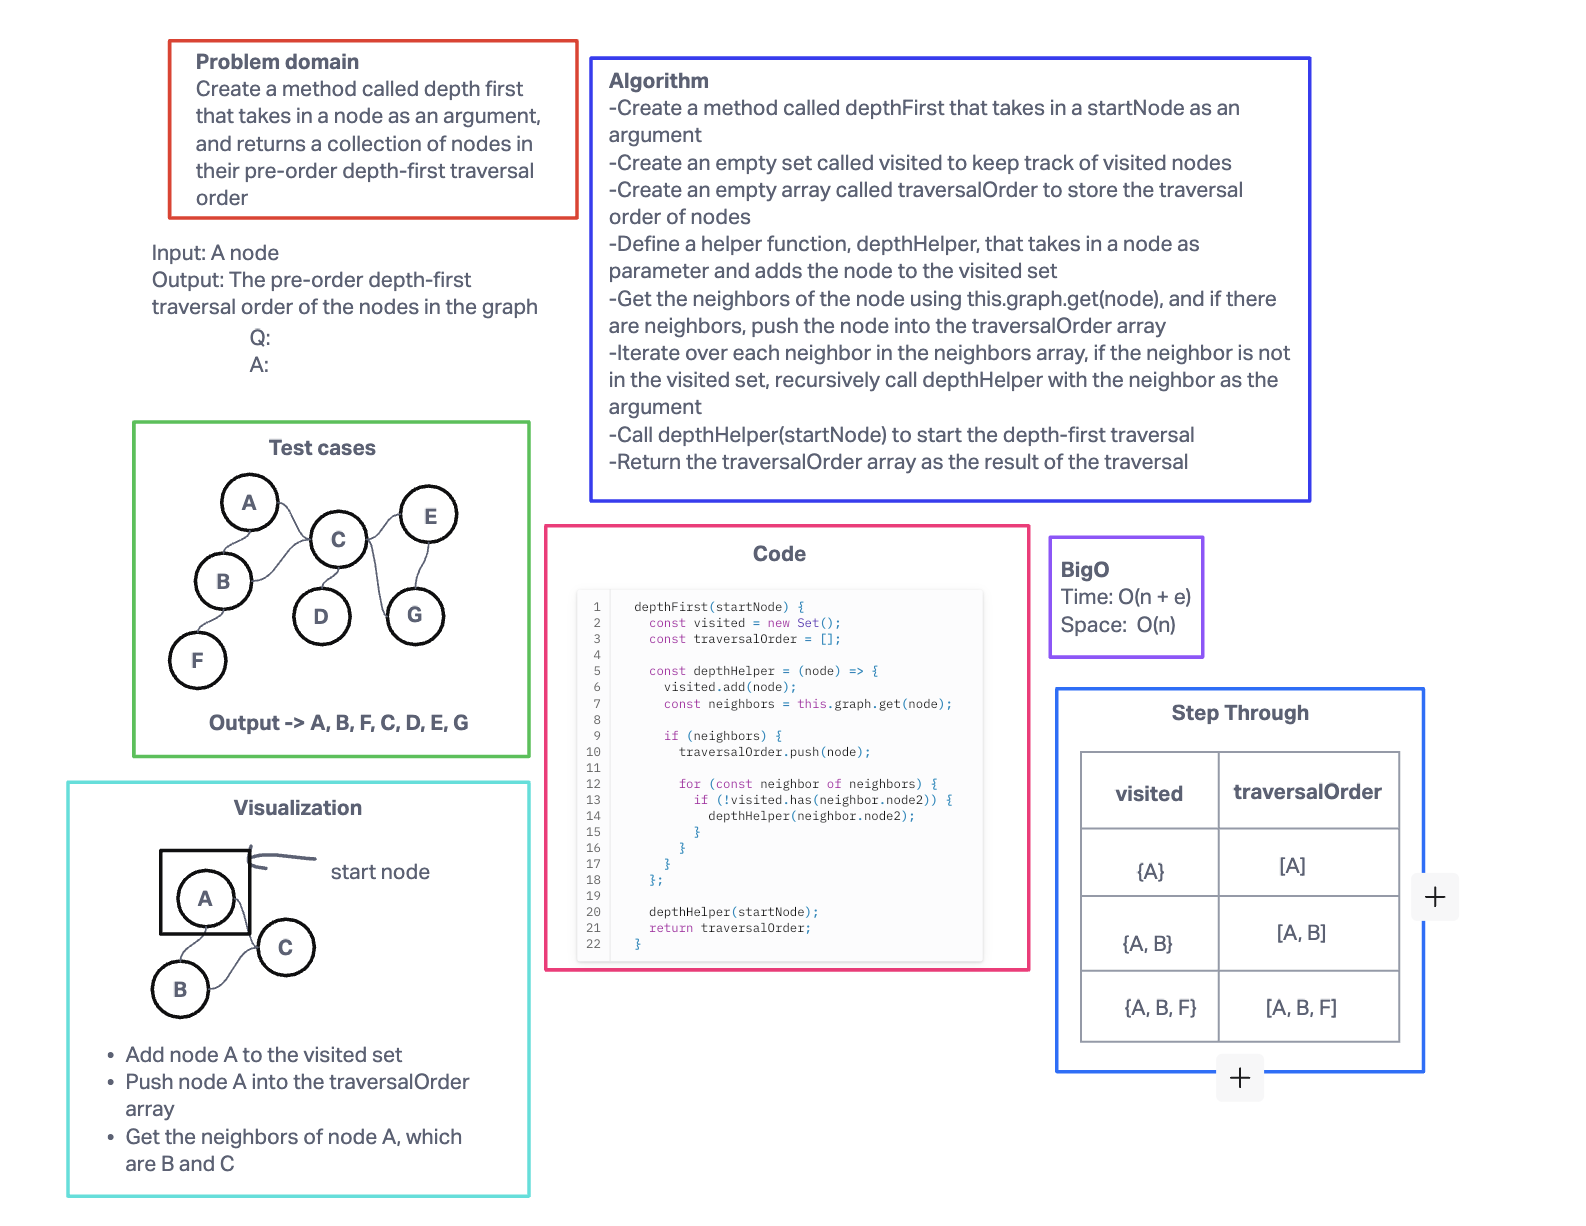 Problem domain
Create a method called depth first
that takes in a node as an argument,
and returns a collection of nodes in
their pre-order depth-first traversal
order
Input: A node
Output: The pre-order depth-first
traversal order of the nodes in the graph
Q:
A:
Algorithm
-Create a method called depthFirst that takes in a startNode as an
argument
-Create an empty set called visited to keep track of visited nodes
-Create an empty array called traversalOrder to store the traversal
order of nodes
-Define a helper function, depthHelper, that takes in a node as
parameter and adds the node to the visited set
-Get the neighbors of the node using this.graph.get(node), and if there
are neighbors, push the node into the traversalOrder array
-Iterate over each neighbor in the neighbors array, if the neighbor is not
in the visited set, recursively call depthHelper with the neighbor as the
argument
-Call depthHelper(startNode) to start the depth-first traversal
-Return the traversalOrder array as the result of the traversal
Test cases
A
E
C
B
D
G
F
Output -> A, B, F, C, D, E, G
Code
1 depthFirst(startNode) {
2 const visited = new Set();
3 const traversalOrder = [];
4
5 const depthHelper = (node) => {
6 visited.add(node);
7 const neighbors = this.graph.get(node);
8
9 if (neighbors) {
10 traversalOrder.push(node);
11
12 for (const neighbor of neighbors) {
13 if (!visited.has(neighbor.node2)) {
14 depthHelper(neighbor.node2);
15 }
16 }
17 }
18 };
19
20 depthHelper(startNode);
21 return traversalOrder;
22 }
BigO
Time: O(n + e)
Space: O(n)
Step Through
visited traversalOrder
{A} [A]
{A, B} [A, B]
{A, B, F} [A, B, F]
+
+
Visualization
start node
A
C
B
• Add node A to the visited set
• Push node A into the traversalOrder
array
• Get the neighbors of node A, which
are B and C